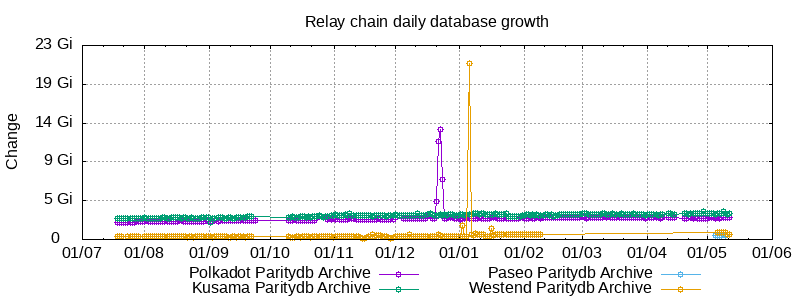 Relay chain daily database growth
23 Gi
19 Gi
14 Gi
9 Gi
5 Gi
0
Change
01/07 01/08 01/09 01/10 01/11 01/12 01/01 01/02 01/03 01/04 01/05 01/06
Polkadot Paritydb Archive Paseo Paritydb Archive
Kusama Paritydb Archive Westend Paritydb Archive